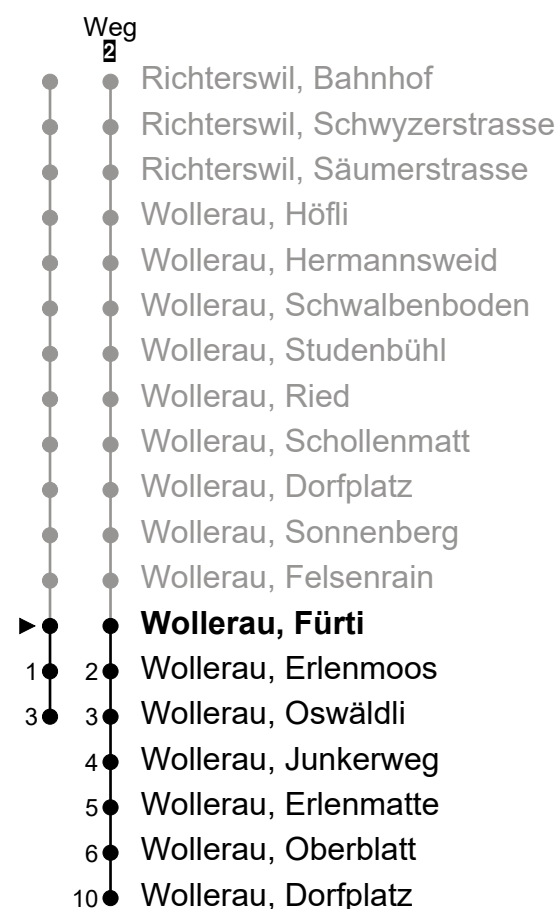 Weg
2
Richterswil, Bahnhof
Richterswil, Schwyzerstrasse
Richterswil, Säumerstrasse
Wollerau, Höfli
Wollerau, Hermannsweid
Wollerau, Schwalbenboden
Wollerau, Studenbühl
Wollerau, Ried
Wollerau, Schollenmatt
Wollerau, Dorfplatz
Wollerau, Sonnenberg
Wollerau, Felsenrain
Wollerau, Fürti
1 2 Wollerau, Erlenmoos
3 3 Wollerau, Oswäldli
4 Wollerau, Junkerweg
5 Wollerau, Erlenmatte
6 Wollerau, Oberblatt
10 Wollerau, Dorfplatz